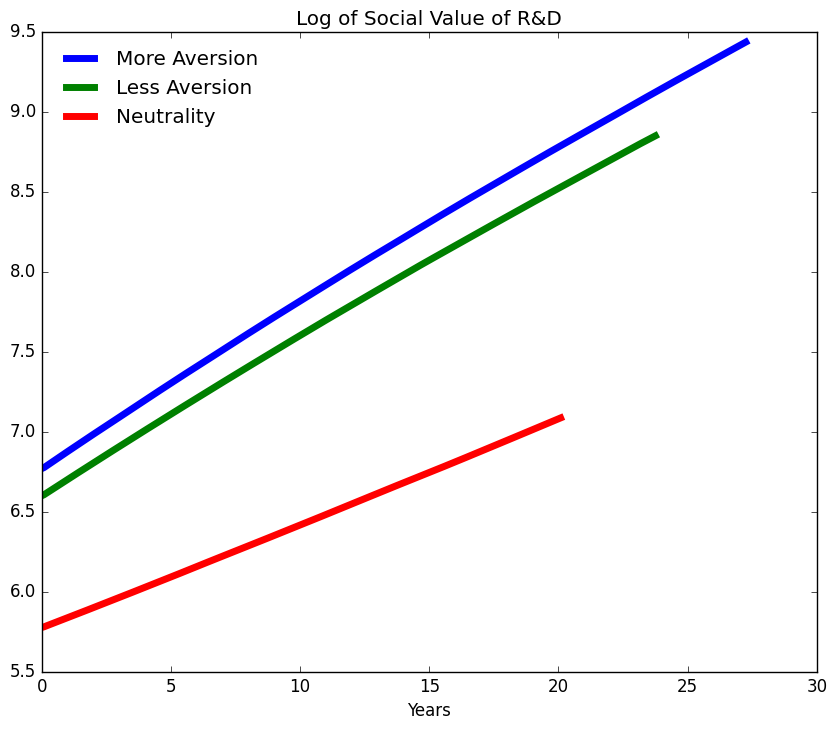 Log of Social Value of R&D
9.5
9.0
8.5
8.0
7.5
7.0
6.5
6.0
5.5
More Aversion
Less Aversion
Neutrality
0 5 10 15 20 25 30
Years